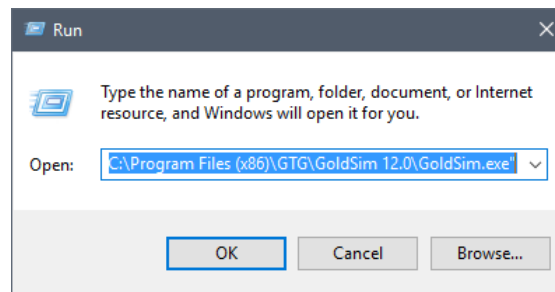 Run
Type the name of a program, folder, document, or Internet
resource, and Windows will open it for you.
Open: C:\Program Files (x86)\GTG\GoldSim 12.0\GoldSim.exe"
OK Cancel Browse...